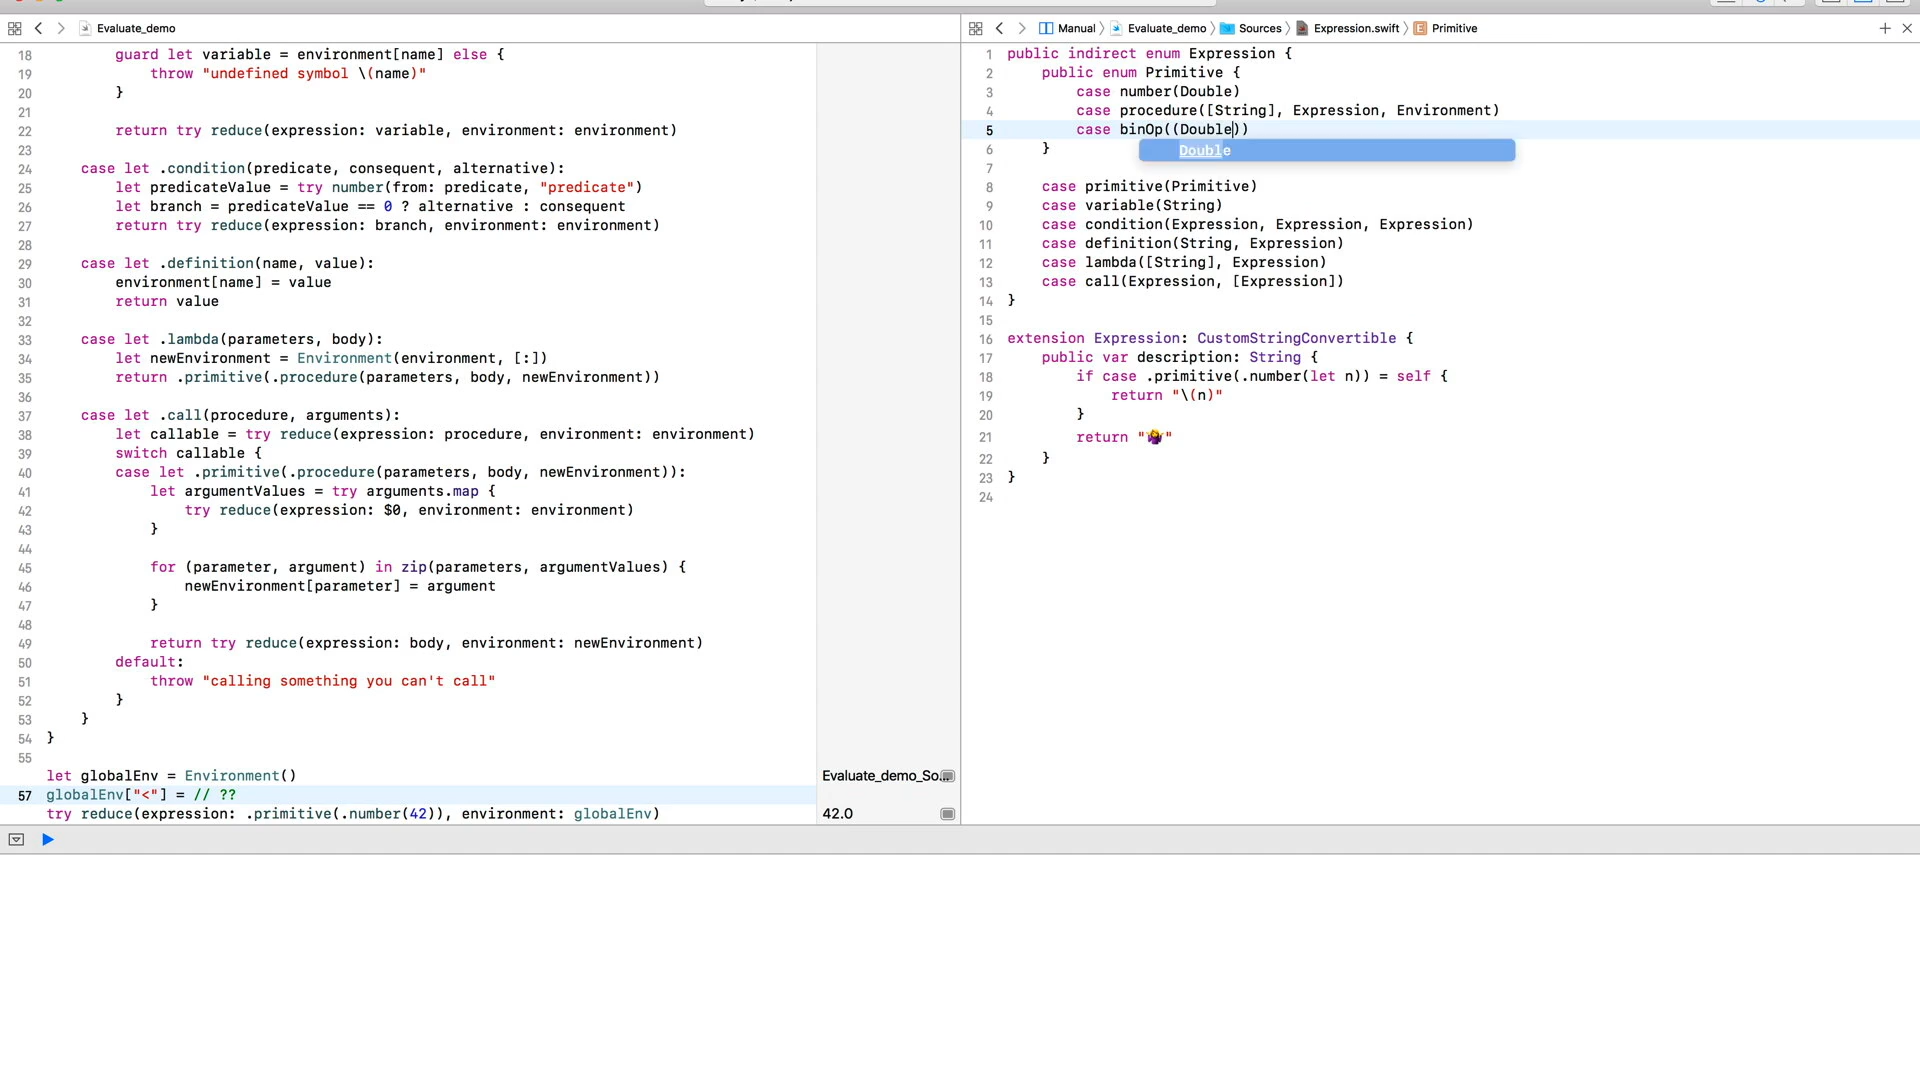 Evaluate_demo
18 guard let variable = environment[name] else {
19 throw "undefined symbol \(name)"
20 }
21
22 return try reduce(expression: variable, environment: environment)
23
24 case let .condition(predicate, consequent, alternative):
25 let predicateValue = try number(from: predicate, "predicate")
26 let branch = predicateValue == 0 ? alternative : consequent
27 return try reduce(expression: branch, environment: environment)
28
29 case let .definition(name, value):
30 environment[name] = value
31 return value
32
33 case let .lambda(parameters, body):
34 let newEnvironment = Environment(environment, [:])
35 return .primitive(.procedure(parameters, body, newEnvironment))
36
37 case let .call(procedure, arguments):
38 let callable = try reduce(expression: procedure, environment: environment)
39 switch callable {
40 case let .primitive(.procedure(parameters, body, newEnvironment)):
41 let argumentValues = try arguments.map {
42 try reduce(expression: $0, environment: environment)
43 }
44
45 for (parameter, argument) in zip(parameters, argumentValues) {
46 newEnvironment[parameter] = argument
47 }
48
49 return try reduce(expression: body, environment: newEnvironment)
50 default:
51 throw "calling something you can't call"
52 }
53 }
54 }
55
let globalEnv = Environment()
57 globalEnv["<"] = // ??
try reduce(expression: .primitive(.number(42)), environment: globalEnv)
Evaluate_demo_So...
42.0
Manual Evaluate_demo Sources Expression.swift Primitive
1 public indirect enum Expression {
2 public enum Primitive {
3 case number(Double)
4 case procedure([String], Expression, Environment)
5 case binOp((Double))
6 }
Double
7
8 case primitive(Primitive)
9 case variable(String)
10 case condition(Expression, Expression, Expression)
11 case definition(String, Expression)
12 case lambda([String], Expression)
13 case call(Expression, [Expression])
14 }
15
16 extension Expression: CustomStringConvertible {
17 public var description: String {
18 if case .primitive(.number(let n)) = self {
19 return "\(n)"
20 }
21 return "🤷‍♀️"
22 }
23 }
24